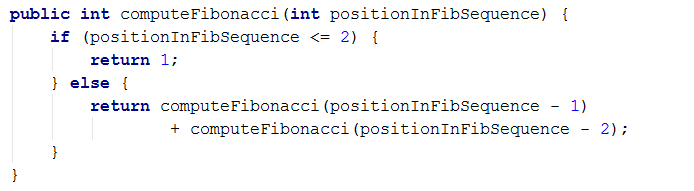 public int computeFibonacci(int positionInFibSequence) {
    if (positionInFibSequence <= 2) {
        return 1;
    } else {
        return computeFibonacci(positionInFibSequence - 1)
                + computeFibonacci(positionInFibSequence - 2);
    }
}